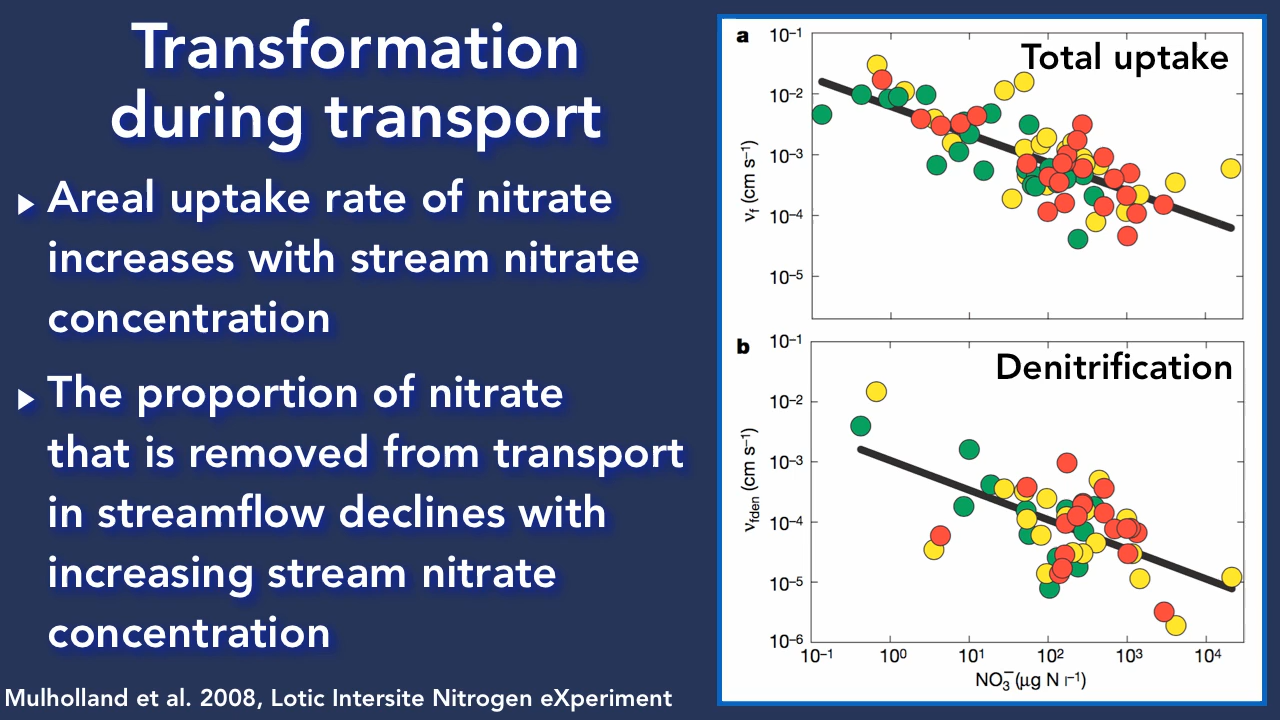 Transformation
during transport
▸ Areal uptake rate of nitrate
increases with stream nitrate
concentration
▸ The proportion of nitrate
that is removed from transport
in streamflow declines with
increasing stream nitrate
concentration
Mulholland et al. 2008, Lotic Intersite Nitrogen eXperiment
a
Total uptake
10⁻¹
10⁻²
10⁻³
10⁻⁴
10⁻⁵
νf (cm s⁻¹)
b
Denitrification
10⁻¹
10⁻²
10⁻³
10⁻⁴
10⁻⁵
10⁻⁶
νfden (cm s⁻¹)
10⁻¹ 10⁰ 10¹ 10² 10³ 10⁴
NO₃⁻ (μg N l⁻¹)